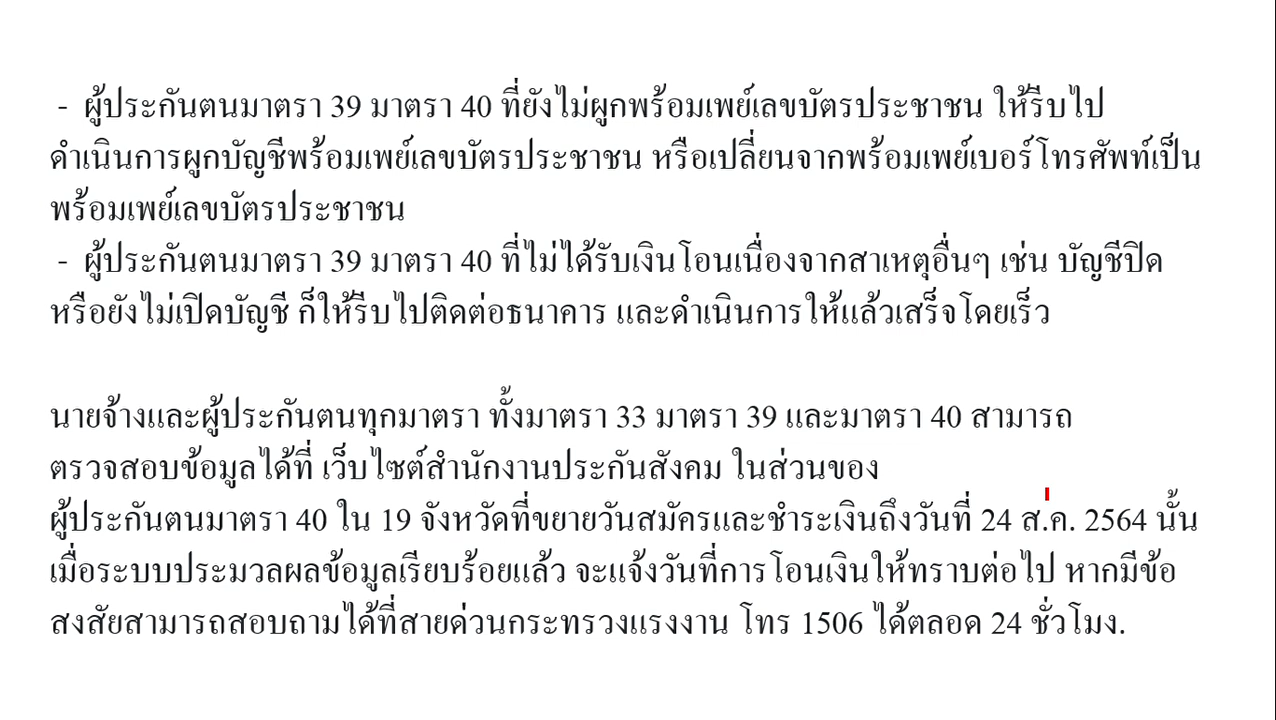 - ผู้ประกันตนมาตรา 39 มาตรา 40 ที่ยังไม่ผูกพร้อมเพย์เลขบัตรประชาชน ให้รีบไป
ดำเนินการผูกบัญชีพร้อมเพย์เลขบัตรประชาชน หรือเปลี่ยนจากพร้อมเพย์เบอร์โทรศัพท์เป็น
พร้อมเพย์เลขบัตรประชาชน
- ผู้ประกันตนมาตรา 39 มาตรา 40 ที่ไม่ได้รับเงินโอนเนื่องจากสาเหตุอื่นๆ เช่น บัญชีปิด
หรือยังไม่เปิดบัญชี ก็ให้รีบไปติดต่อธนาคาร และดำเนินการให้แล้วเสร็จโดยเร็ว
นายจ้างและผู้ประกันตนทุกมาตรา ทั้งมาตรา 33 มาตรา 39 และมาตรา 40 สามารถ
ตรวจสอบข้อมูลได้ที่ เว็บไซต์สำนักงานประกันสังคม ในส่วนของ
ผู้ประกันตนมาตรา 40 ใน 19 จังหวัดที่ขยายวันสมัครและชำระเงินถึงวันที่ 24 ส.ค. 2564 นั้น
เมื่อระบบประมวลผลข้อมูลเรียบร้อยแล้ว จะแจ้งวันที่การโอนเงินให้ทราบต่อไป หากมีข้อ
สงสัยสามารถสอบถามได้ที่สายด่วนกระทรวงแรงงาน โทร 1506 ได้ตลอด 24 ชั่วโมง.